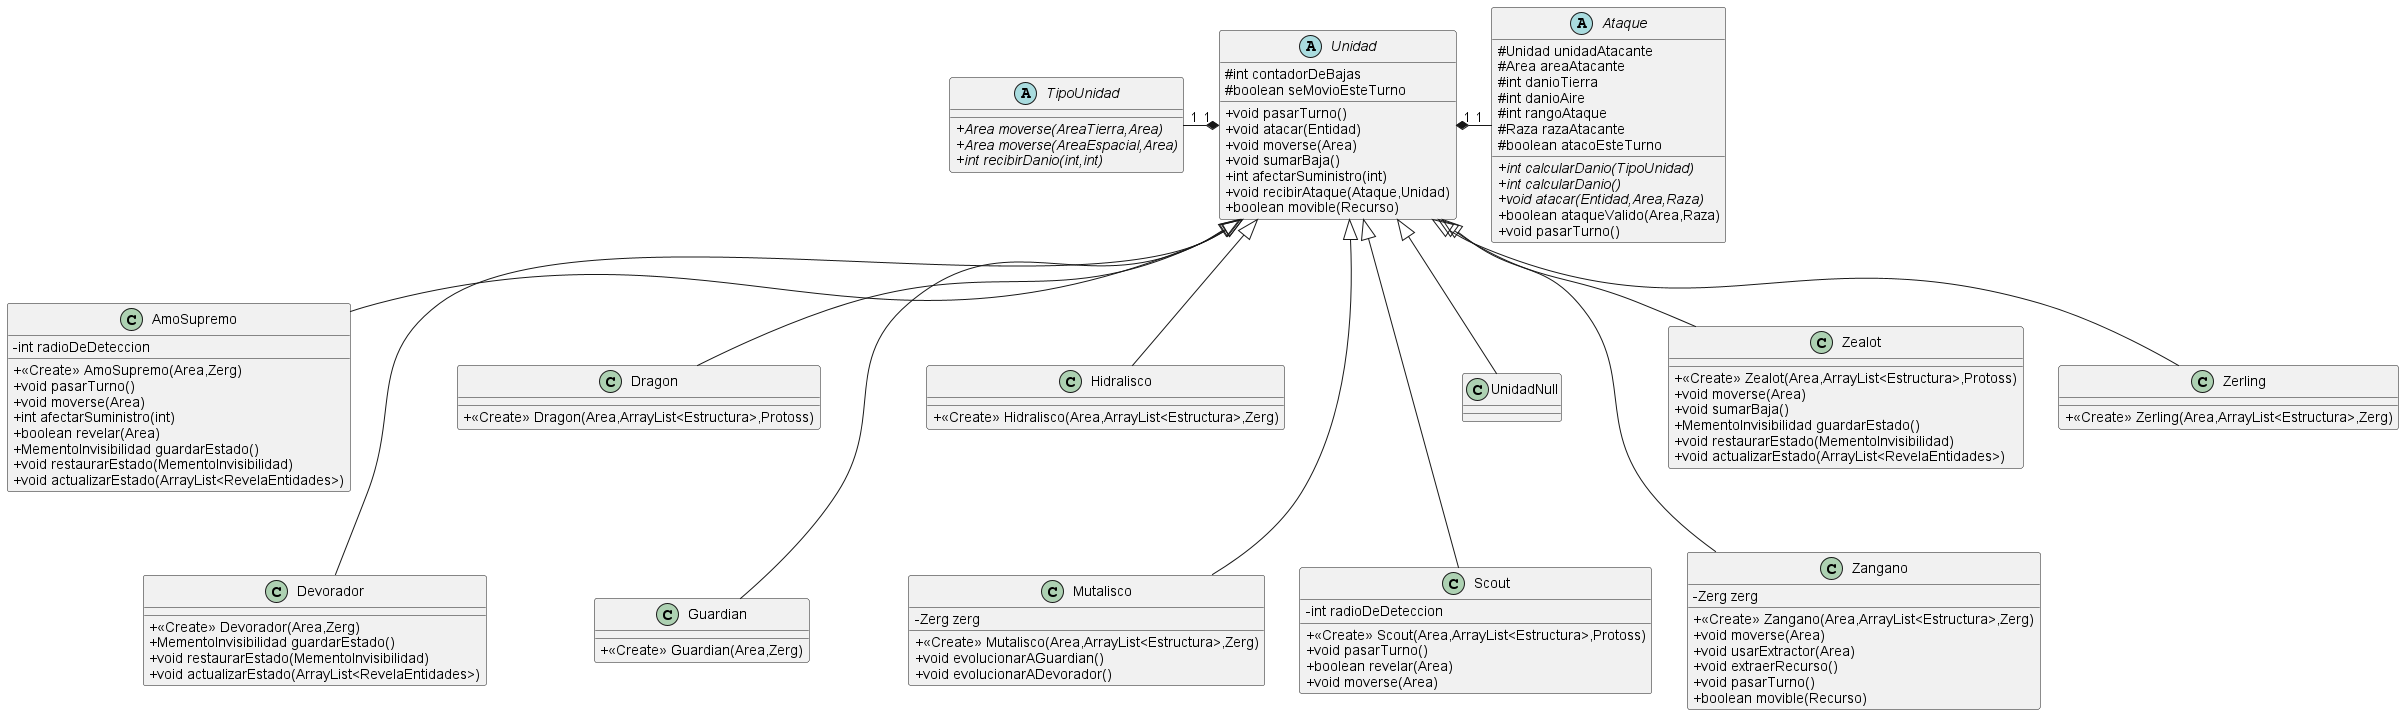 A Ataque
#Unidad unidadAtacante
#Area areaAtacante
#int danioTierra
#int danioAire
#int rangoAtaque
#Raza razaAtacante
#boolean atacoEsteTurno
+int calcularDanio(TipoUnidad)
+int calcularDanio()
+void atacar(Entidad,Area,Raza)
+boolean ataqueValido(Area,Raza)
+void pasarTurno()
A Unidad
#int contadorDeBajas
#boolean seMovioEsteTurno
+void pasarTurno()
+void atacar(Entidad)
+void moverse(Area)
+void sumarBaja()
+int afectarSuministro(int)
+void recibirAtaque(Ataque,Unidad)
+boolean movible(Recurso)
A TipoUnidad
+Area moverse(AreaTierra,Area)
+Area moverse(AreaEspacial,Area)
+int recibirDanio(int,int)
1 1
1 1
C AmoSupremo
-int radioDeDeteccion
+«Create» AmoSupremo(Area,Zerg)
+void pasarTurno()
+void moverse(Area)
+int afectarSuministro(int)
+boolean revelar(Area)
+MementoInvisibilidad guardarEstado()
+void restaurarEstado(MementoInvisibilidad)
+void actualizarEstado(ArrayList<RevelaEntidades>)
C Dragon
+«Create» Dragon(Area,ArrayList<Estructura>,Protoss)
C Hidralisco
+«Create» Hidralisco(Area,ArrayList<Estructura>,Zerg)
C UnidadNull
C Zealot
+«Create» Zealot(Area,ArrayList<Estructura>,Protoss)
+void moverse(Area)
+void sumarBaja()
+MementoInvisibilidad guardarEstado()
+void restaurarEstado(MementoInvisibilidad)
+void actualizarEstado(ArrayList<RevelaEntidades>)
C Zerling
+«Create» Zerling(Area,ArrayList<Estructura>,Zerg)
C Devorador
+«Create» Devorador(Area,Zerg)
+MementoInvisibilidad guardarEstado()
+void restaurarEstado(MementoInvisibilidad)
+void actualizarEstado(ArrayList<RevelaEntidades>)
C Guardian
+«Create» Guardian(Area,Zerg)
C Mutalisco
-Zerg zerg
+«Create» Mutalisco(Area,ArrayList<Estructura>,Zerg)
+void evolucionarAGuardian()
+void evolucionarADevorador()
C Scout
-int radioDeDeteccion
+«Create» Scout(Area,ArrayList<Estructura>,Protoss)
+void pasarTurno()
+boolean revelar(Area)
+void moverse(Area)
C Zangano
-Zerg zerg
+«Create» Zangano(Area,ArrayList<Estructura>,Zerg)
+void moverse(Area)
+void usarExtractor(Area)
+void extraerRecurso()
+void pasarTurno()
+boolean movible(Recurso)